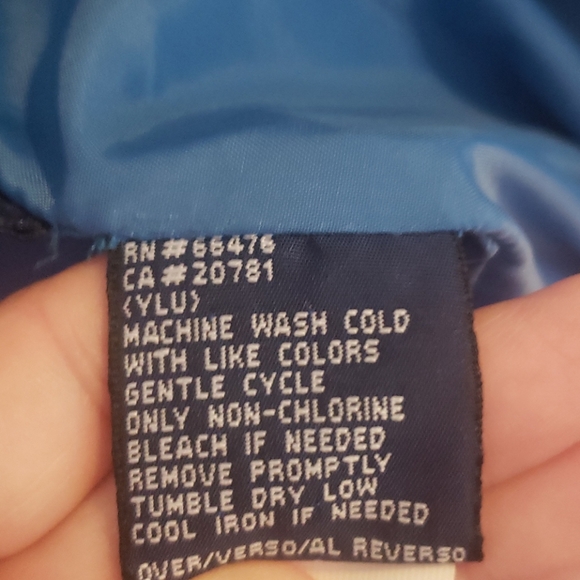 RN #66476
CA #20781
(YLU)
MACHINE WASH COLD
WITH LIKE COLORS
GENTLE CYCLE
ONLY NON-CHLORINE
BLEACH IF NEEDED
REMOVE PROMPTLY
TUMBLE DRY LOW
COOL IRON IF NEEDED
OVER/VERSO/AL REVERSO